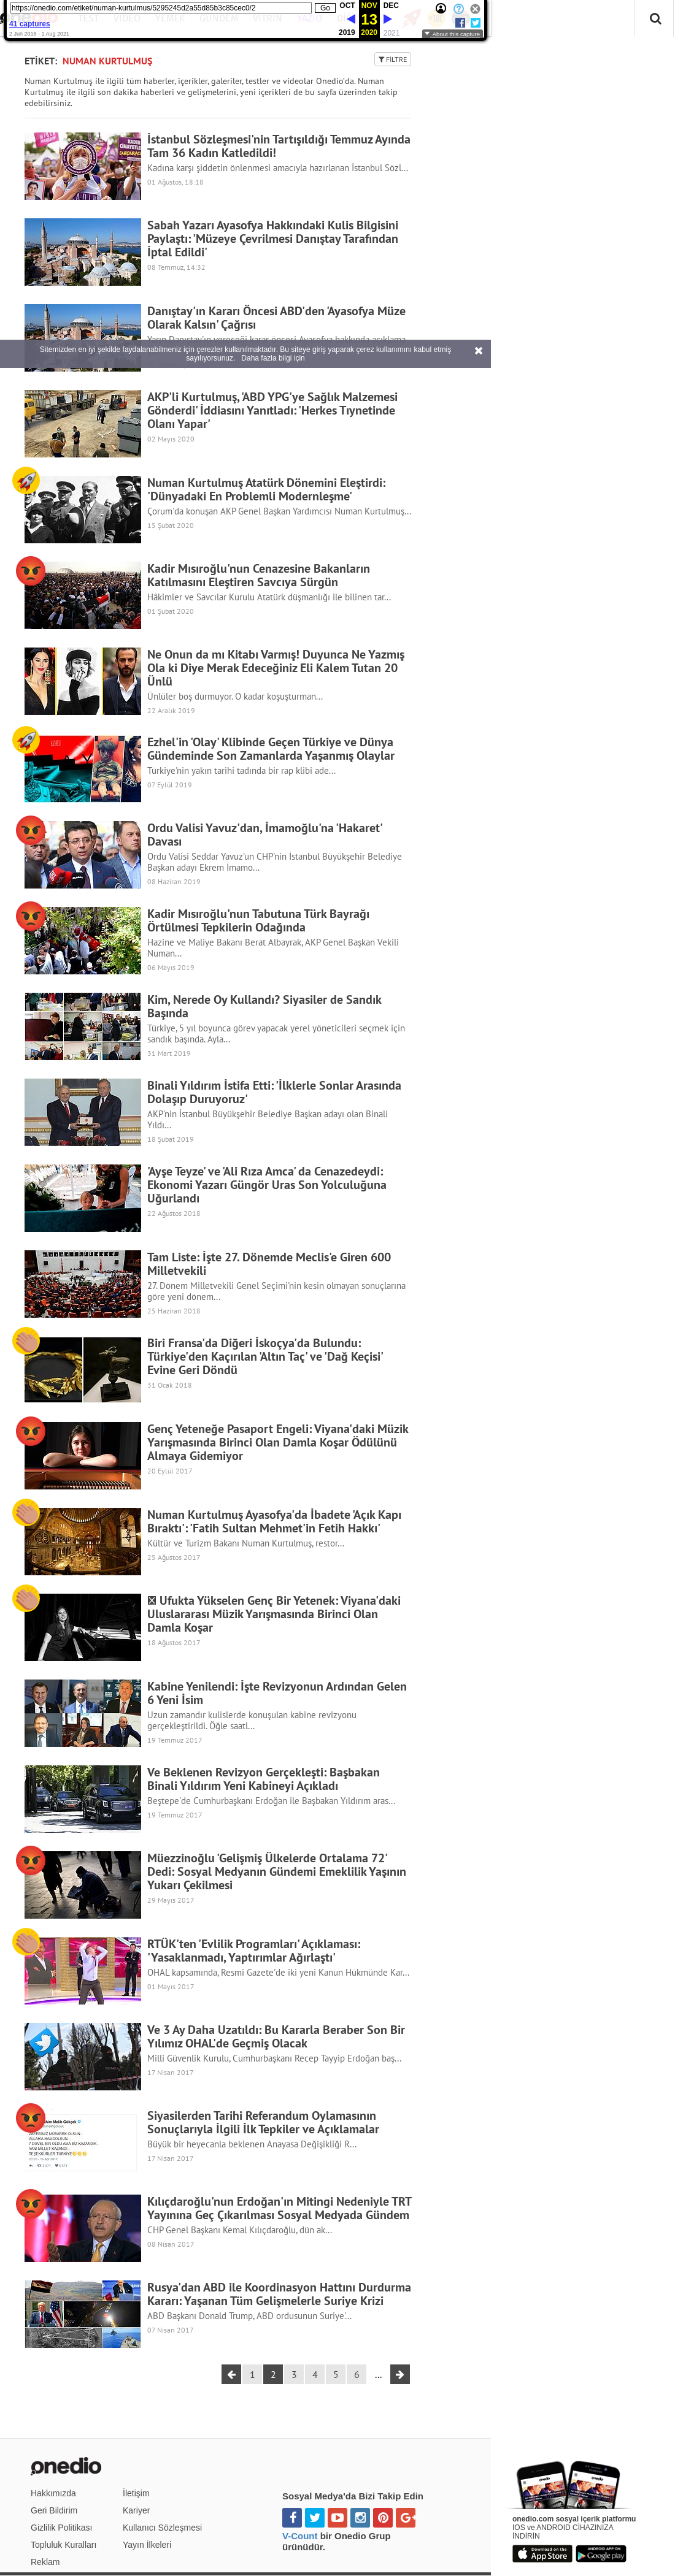 https://onedio.com/etiket/numan-kurtulmus/5295245d2a55d85b3c85cec0/2
Go
OCT
NOV
DEC
41 captures
13
2 Jun 2016 - 1 Aug 2021
2019
2020
2021
About this capture
ETİKET: NUMAN KURTULMUŞ
FİLTRE
Numan Kurtulmuş ile ilgili tüm haberler, içerikler, galeriler, testler ve videolar Onedio'da. Numan
Kurtulmuş ile ilgili son dakika haberleri ve gelişmelerini, yeni içerikleri de bu sayfa üzerinden takip
edebilirsiniz.
İstanbul Sözleşmesi'nin Tartışıldığı Temmuz Ayında
Tam 36 Kadın Katledildi!
Kadına karşı şiddetin önlenmesi amacıyla hazırlanan İstanbul Sözl...
01 Ağustos, 18:18
Sabah Yazarı Ayasofya Hakkındaki Kulis Bilgisini
Paylaştı: 'Müzeye Çevrilmesi Danıştay Tarafından
İptal Edildi'
08 Temmuz, 14:32
Danıştay'ın Kararı Öncesi ABD'den 'Ayasofya Müze
Olarak Kalsın' Çağrısı
Sitemizden en iyi şekilde faydalanabilmeniz için çerezler kullanılmaktadır. Bu siteye giriş yaparak çerez kullanımını kabul etmiş
sayılıyorsunuz. Daha fazla bilgi için
AKP'li Kurtulmuş, 'ABD YPG'ye Sağlık Malzemesi
Gönderdi' İddiasını Yanıtladı: 'Herkes Tıynetinde
Olanı Yapar'
02 Mayıs 2020
Numan Kurtulmuş Atatürk Dönemini Eleştirdi:
'Dünyadaki En Problemli Modernleşme'
Çorum'da konuşan AKP Genel Başkan Yardımcısı Numan Kurtulmuş...
15 Şubat 2020
Kadir Mısıroğlu'nun Cenazesine Bakanların
Katılmasını Eleştiren Savcıya Sürgün
Hâkimler ve Savcılar Kurulu Atatürk düşmanlığı ile bilinen tar...
01 Şubat 2020
Ne Onun da mı Kitabı Varmış! Duyunca Ne Yazmış
Ola ki Diye Merak Edeceğiniz Eli Kalem Tutan 20
Ünlü
Ünlüler boş durmuyor. O kadar koşuşturman...
22 Aralık 2019
Ezhel'in 'Olay' Klibinde Geçen Türkiye ve Dünya
Gündeminde Son Zamanlarda Yaşanmış Olaylar
Türkiye'nin yakın tarihi tadında bir rap klibi ade...
07 Eylül 2019
Ordu Valisi Yavuz'dan, İmamoğlu'na 'Hakaret'
Davası
Ordu Valisi Seddar Yavuz'un CHP'nin İstanbul Büyükşehir Belediye
Başkan adayı Ekrem İmamo...
08 Haziran 2019
Kadir Mısıroğlu'nun Tabutuna Türk Bayrağı
Örtülmesi Tepkilerin Odağında
Hazine ve Maliye Bakanı Berat Albayrak, AKP Genel Başkan Vekili
Numan...
06 Mayıs 2019
Kim, Nerede Oy Kullandı? Siyasiler de Sandık
Başında
Türkiye, 5 yıl boyunca görev yapacak yerel yöneticileri seçmek için
sandık başında. Ayla...
31 Mart 2019
Binali Yıldırım İstifa Etti: 'İlklerle Sonlar Arasında
Dolaşıp Duruyoruz'
AKP'nin İstanbul Büyükşehir Belediye Başkan adayı olan Binali
Yıldı...
18 Şubat 2019
'Ayşe Teyze' ve 'Ali Rıza Amca' da Cenazedeydi:
Ekonomi Yazarı Güngör Uras Son Yolculuğuna
Uğurlandı
22 Ağustos 2018
Tam Liste: İşte 27. Dönemde Meclis'e Giren 600
Milletvekili
27. Dönem Milletvekili Genel Seçimi'nin kesin olmayan sonuçlarına
göre yeni dönem...
25 Haziran 2018
Biri Fransa'da Diğeri İskoçya'da Bulundu:
Türkiye'den Kaçırılan 'Altın Taç' ve 'Dağ Keçisi'
Evine Geri Döndü
31 Ocak 2018
Genç Yeteneğe Pasaport Engeli: Viyana'daki Müzik
Yarışmasında Birinci Olan Damla Koşar Ödülünü
Almaya Gidemiyor
20 Eylül 2017
Numan Kurtulmuş Ayasofya'da İbadete 'Açık Kapı
Bıraktı': 'Fatih Sultan Mehmet'in Fetih Hakkı'
Kültür ve Turizm Bakanı Numan Kurtulmuş, restor...
25 Ağustos 2017
Ufukta Yükselen Genç Bir Yetenek: Viyana'daki
Uluslararası Müzik Yarışmasında Birinci Olan
Damla Koşar
18 Ağustos 2017
Kabine Yenilendi: İşte Revizyonun Ardından Gelen
6 Yeni İsim
Uzun zamandır kulislerde konuşulan kabine revizyonu
gerçekleştirildi. Öğle saatl...
19 Temmuz 2017
Ve Beklenen Revizyon Gerçekleşti: Başbakan
Binali Yıldırım Yeni Kabineyi Açıkladı
Beştepe'de Cumhurbaşkanı Erdoğan ile Başbakan Yıldırım aras...
19 Temmuz 2017
Müezzinoğlu 'Gelişmiş Ülkelerde Ortalama 72'
Dedi: Sosyal Medyanın Gündemi Emeklilik Yaşının
Yukarı Çekilmesi
29 Mayıs 2017
RTÜK'ten 'Evlilik Programları' Açıklaması:
'Yasaklanmadı, Yaptırımlar Ağırlaştı'
OHAL kapsamında, Resmi Gazete'de iki yeni Kanun Hükmünde Kar...
01 Mayıs 2017
Ve 3 Ay Daha Uzatıldı: Bu Kararla Beraber Son Bir
Yılımız OHAL'de Geçmiş Olacak
Milli Güvenlik Kurulu, Cumhurbaşkanı Recep Tayyip Erdoğan baş...
17 Nisan 2017
Siyasilerden Tarihi Referandum Oylamasının
Sonuçlarıyla İlgili İlk Tepkiler ve Açıklamalar
Büyük bir heyecanla beklenen Anayasa Değişikliği R...
17 Nisan 2017
Kılıçdaroğlu'nun Erdoğan'ın Mitingi Nedeniyle TRT
Yayınına Geç Çıkarılması Sosyal Medyada Gündem
CHP Genel Başkanı Kemal Kılıçdaroğlu, dün ak...
08 Nisan 2017
Rusya'dan ABD ile Koordinasyon Hattını Durdurma
Kararı: Yaşanan Tüm Gelişmelerle Suriye Krizi
ABD Başkanı Donald Trump, ABD ordusunun Suriye'...
07 Nisan 2017
1 2 3 4 5 6 ...
onedio
Hakkımızda
İletişim
Geri Bildirim
Kariyer
Gizlilik Politikası
Kullanıcı Sözleşmesi
Topluluk Kuralları
Yayın İlkeleri
Reklam
Sosyal Medya'da Bizi Takip Edin
V-Count bir Onedio Grup
ürünüdür.
onedio.com sosyal içerik platformu
IOS ve ANDROID CİHAZINIZA
İNDİRİN
App Store
ANDROID APP ON
Google play